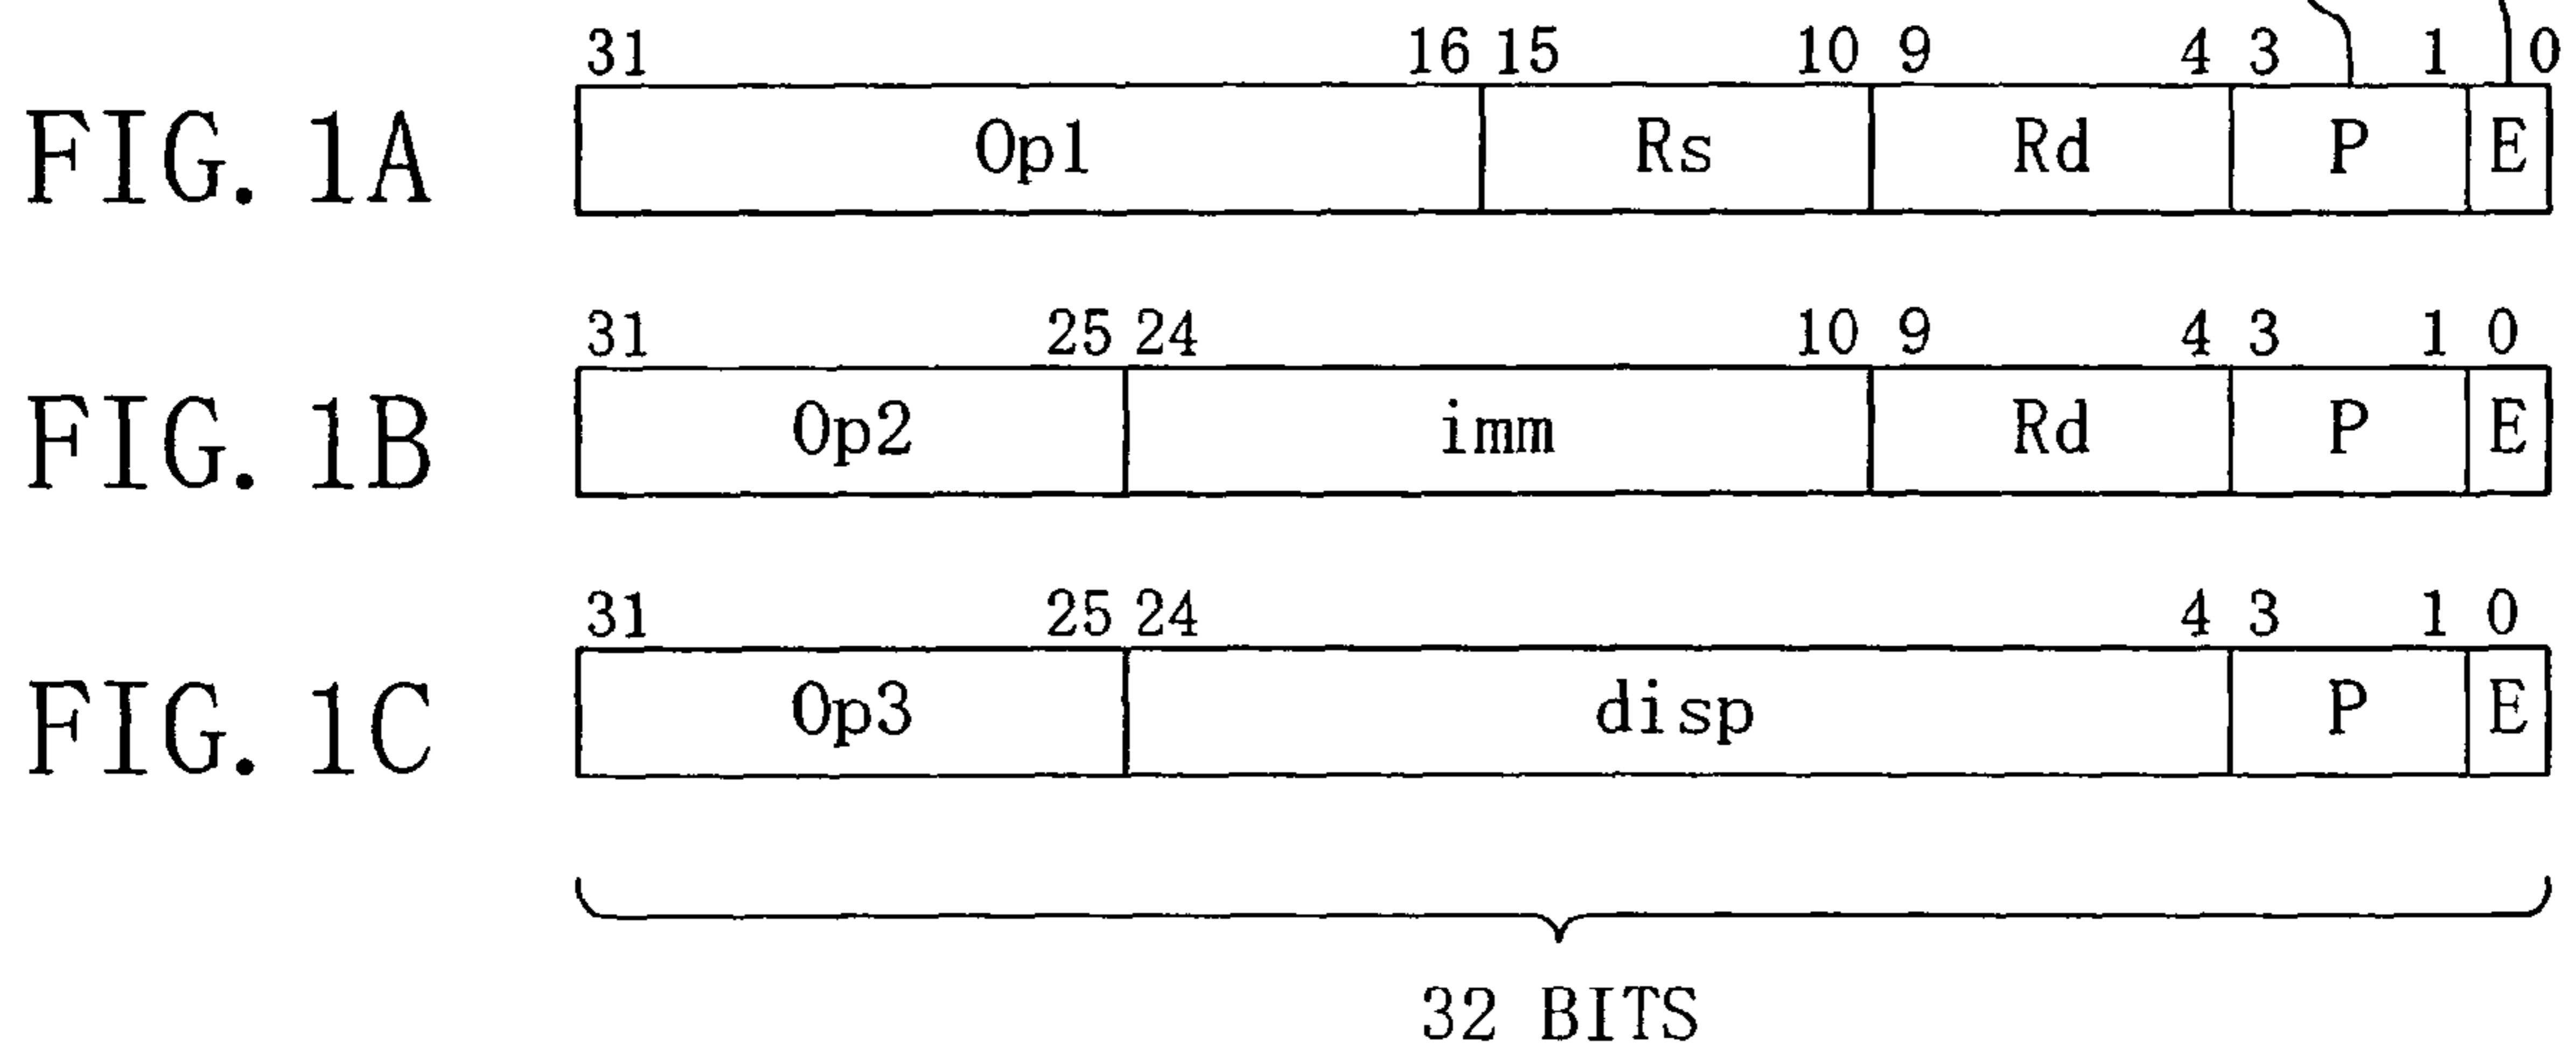 31 16 15 10 9 4 3 1 0
FIG. 1A Op1 Rs Rd P E
31 25 24 10 9 4 3 1 0
FIG. 1B Op2 imm Rd P E
31 25 24 4 3 1 0
FIG. 1C Op3 disp P E
32 BITS